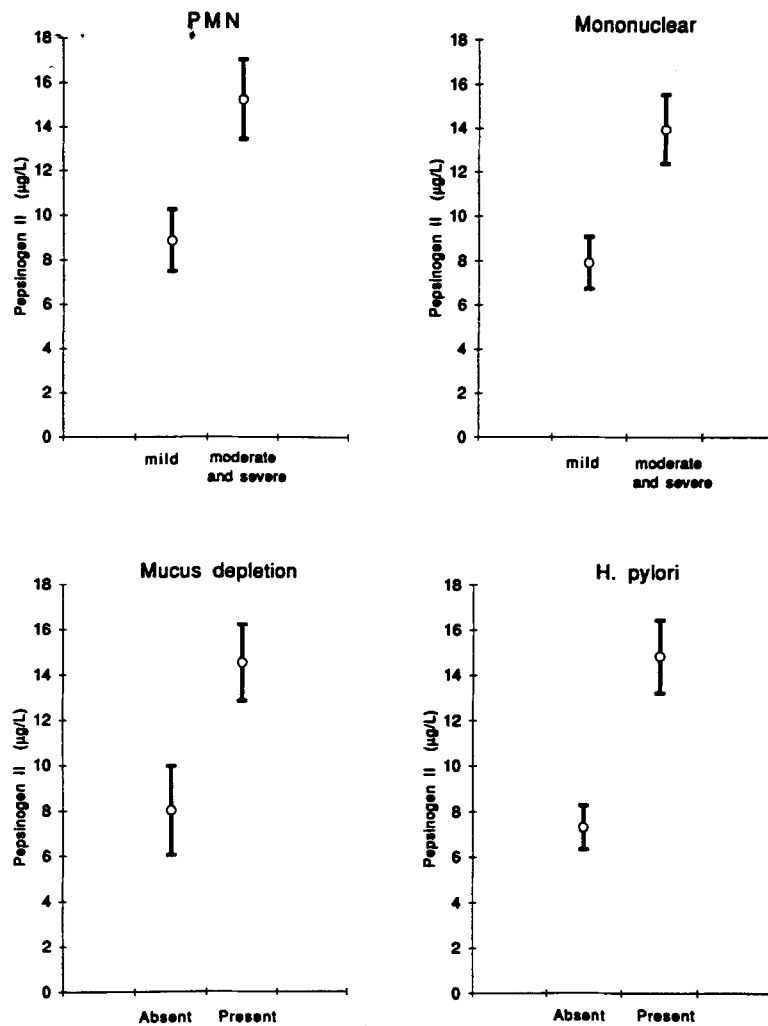 PMN
18
16
14
12
10
8
6
4
2
0
Pepsinogen II (µg/L)
mild
moderate
and severe
Mononuclear
18
16
14
12
10
8
6
4
2
0
Pepsinogen II (µg/L)
mild
moderate
and severe
Mucus depletion
18
16
14
12
10
8
6
4
2
0
Pepsinogen II (µg/L)
Absent Present
H. pylori
18
16
14
12
10
8
6
4
2
0
Pepsinogen II (µg/L)
Absent Present